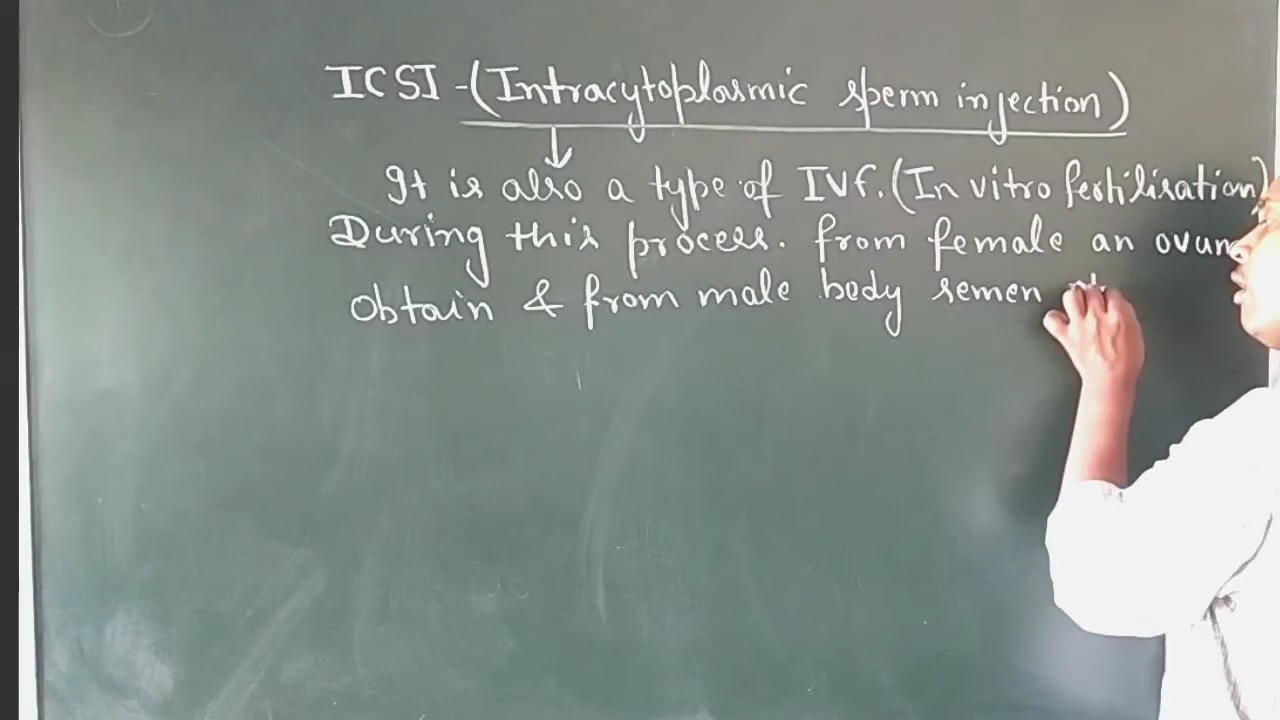 ICSI -(Intracytoplasmic sperm injection)
It is also a type of IVF. (In vitro fertilisation)
During this process. from female an ovum
obtain & from male body semen